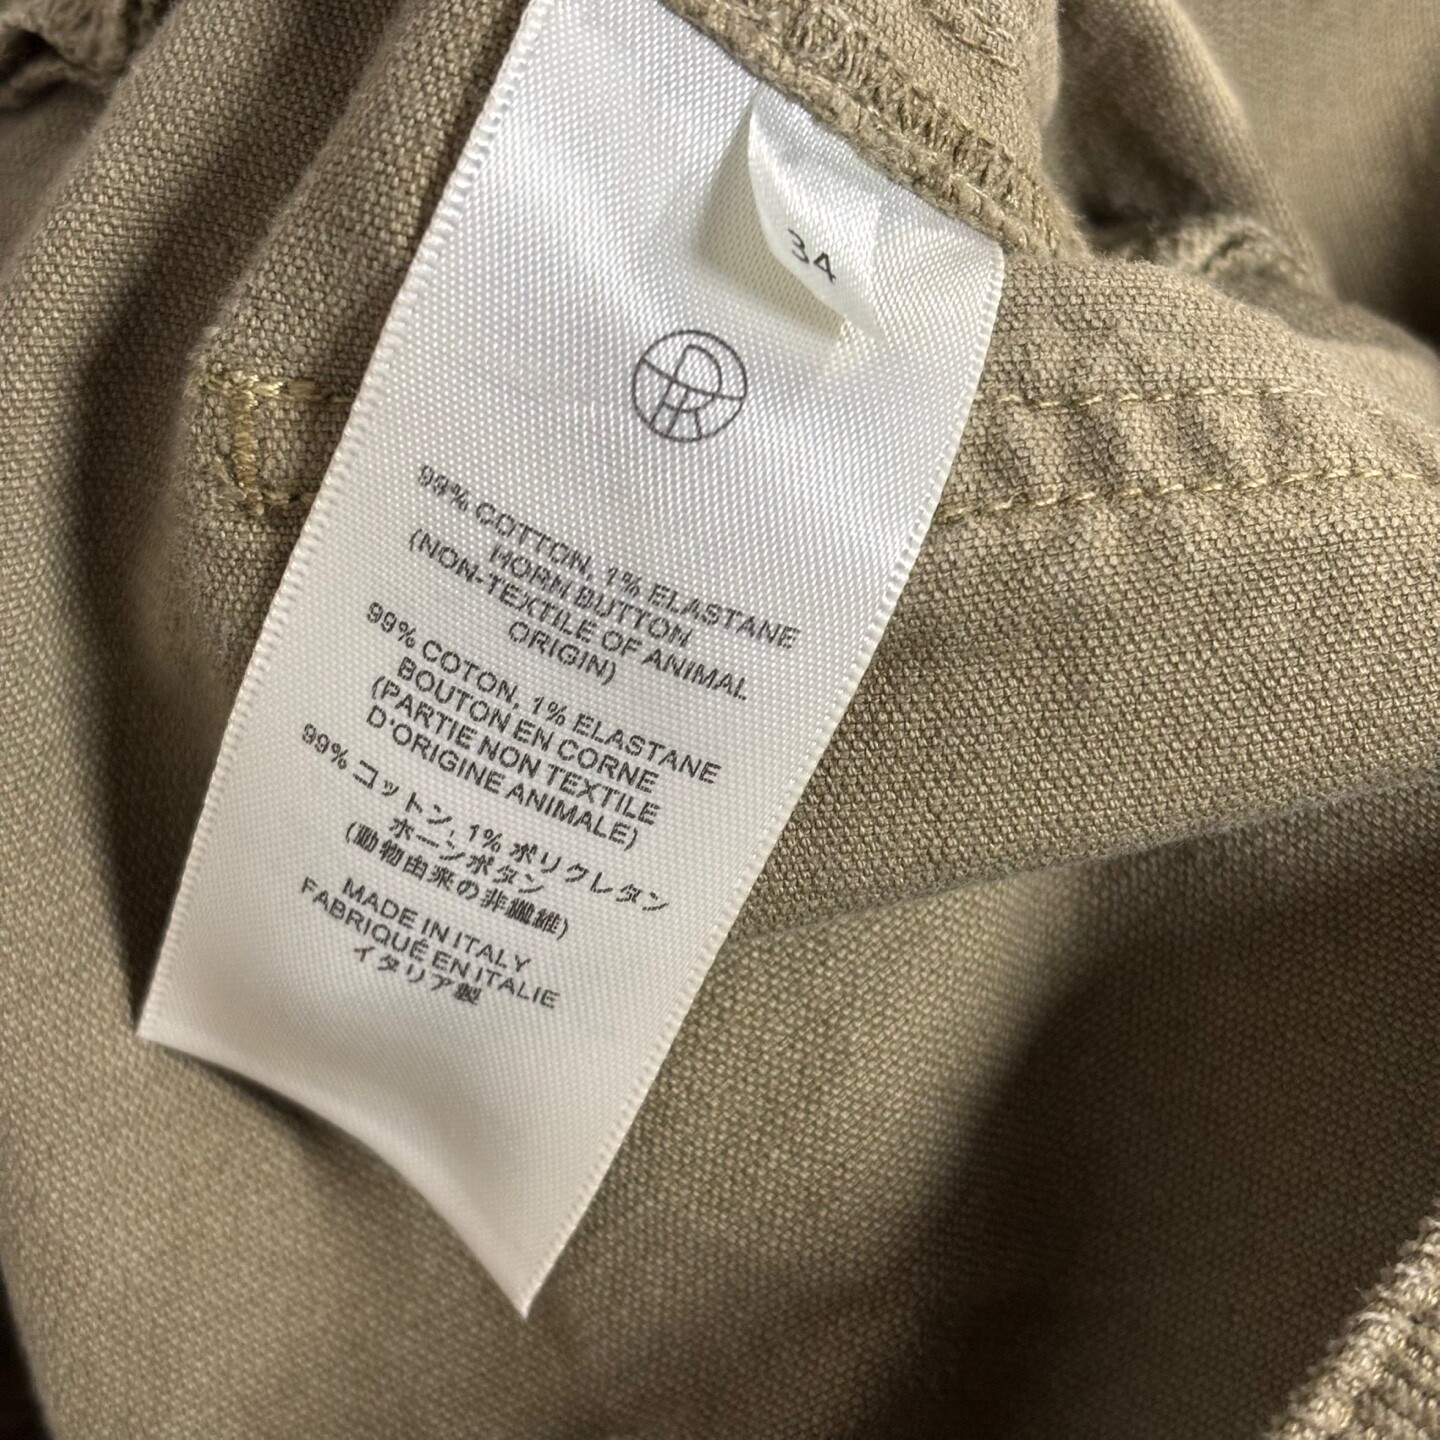 34
99% COTTON, 1% ELASTANE
HORN BUTTON
(NON-TEXTILE OF ANIMAL
ORIGIN)
99% COTON, 1% ELASTANE
BOUTON EN CORNE
(PARTIE NON TEXTILE
D'ORIGINE ANIMALE)
99% コットン, 1% ポリウレタン
ホーンボタン
(動物由来の非繊維)
MADE IN ITALY
FABRIQUÉ EN ITALIE
イタリア製